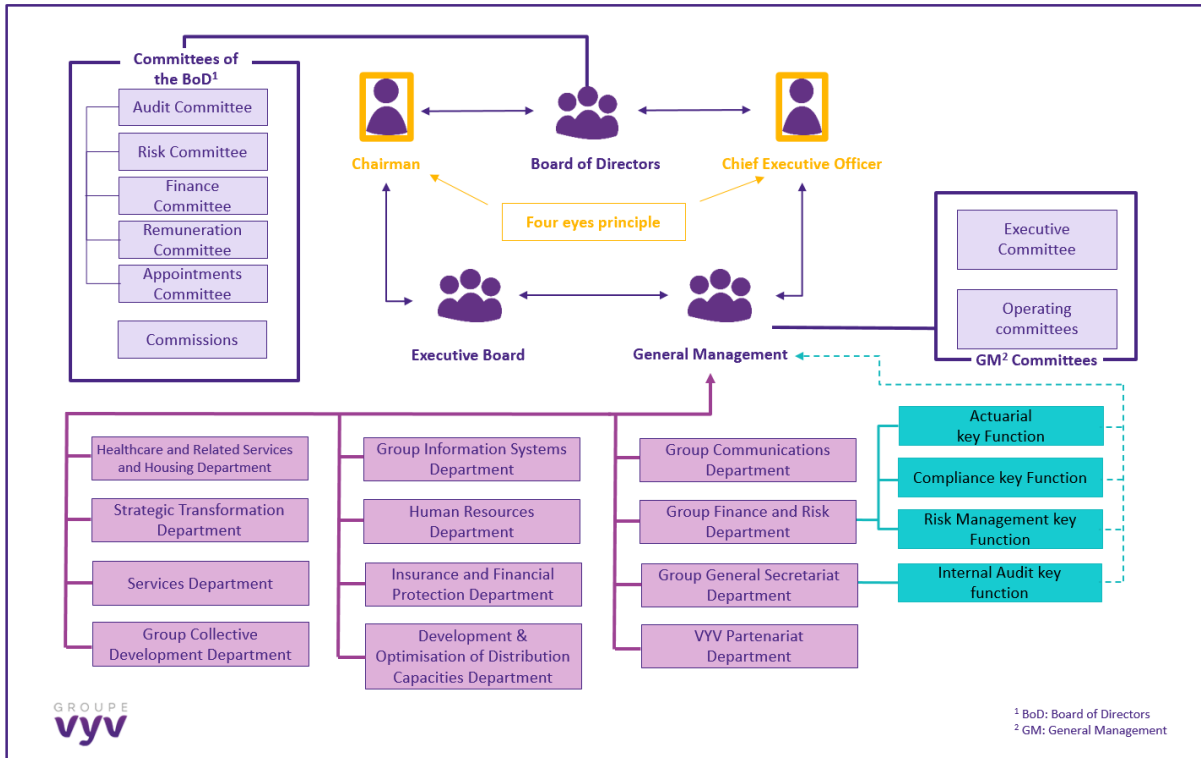 Committees of
the BoD¹
Audit Committee
Risk Committee
Finance
Committee
Remuneration
Committee
Appointments
Committee
Commissions
Chairman
Board of Directors
Chief Executive Officer
Four eyes principle
Executive Board
General Management
Executive
Committee
Operating
committees
GM² Committees
Healthcare and Related Services
and Housing Department
Strategic Transformation
Department
Services Department
Group Collective
Development Department
Group Information Systems
Department
Human Resources
Department
Insurance and Financial
Protection Department
Development &
Optimisation of Distribution
Capacities Department
Group Communications
Department
Group Finance and Risk
Department
Group General Secretariat
Department
VYV Partenariat
Department
Actuarial
key Function
Compliance key Function
Risk Management key
Function
Internal Audit key
function
GROUPE
vyv
¹ BoD: Board of Directors
² GM: General Management